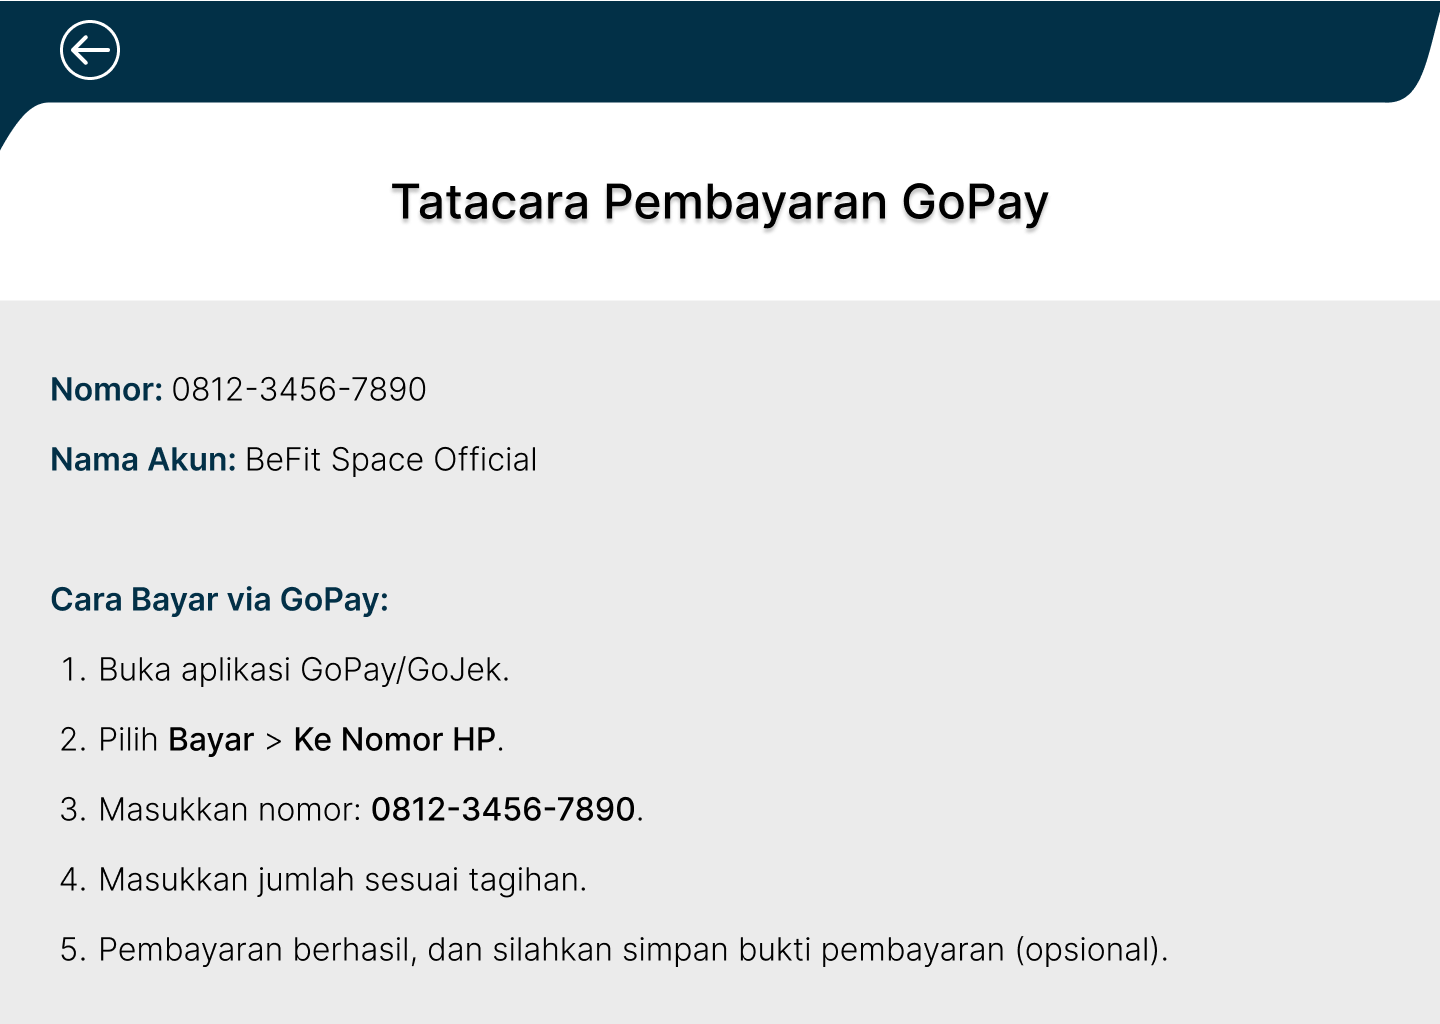 Tatacara Pembayaran GoPay
Nomor: 0812-3456-7890
Nama Akun: BeFit Space Official
Cara Bayar via GoPay:
1. Buka aplikasi GoPay/GoJek.
2. Pilih Bayar > Ke Nomor HP.
3. Masukkan nomor: 0812-3456-7890.
4. Masukkan jumlah sesuai tagihan.
5. Pembayaran berhasil, dan silahkan simpan bukti pembayaran (opsional).